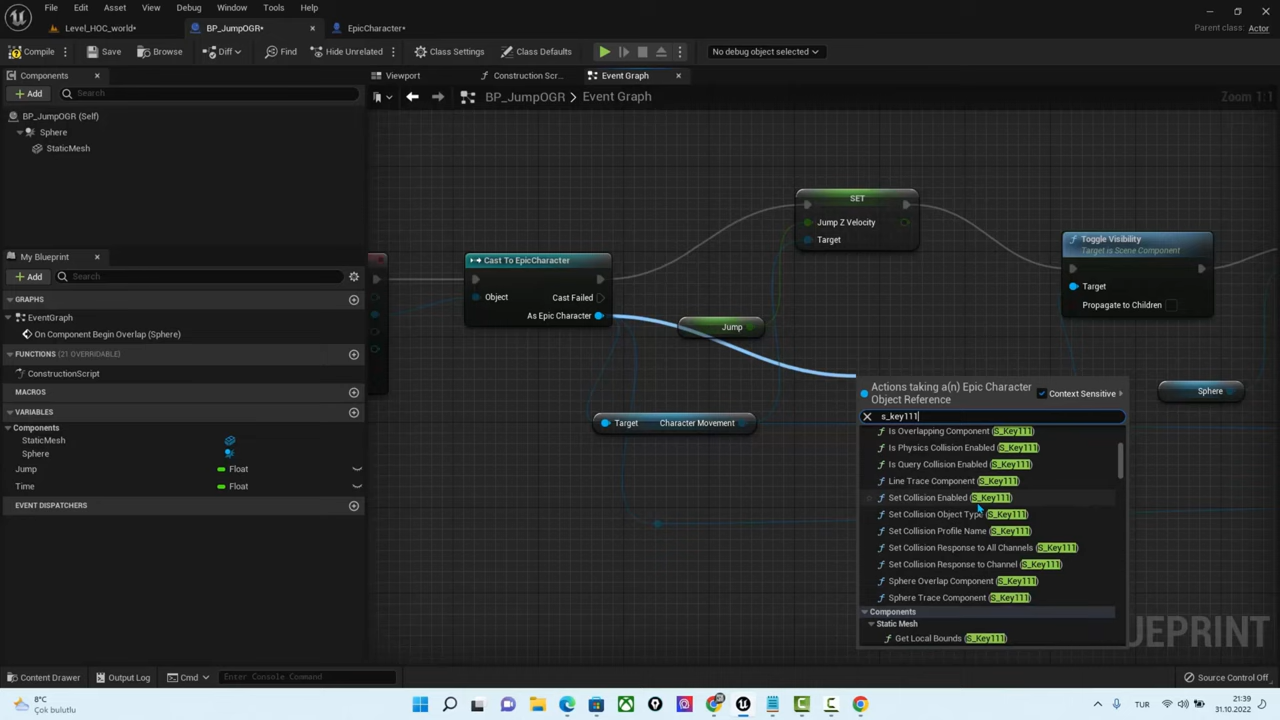 File Edit Asset View Debug Window Tools Help
Parent class: Actor
Level_HOC_world*
BP_JumpOGR*
EpicCharacter*
Compile
Save
Browse
Diff
Find
Hide Unrelated
Class Settings
Class Defaults
No debug object selected
Components
Viewport
Construction Scr...
Event Graph
+ Add
Search
BP_JumpOGR > Event Graph
Zoom 1:1
BP_JumpOGR (Self)
Sphere
StaticMesh
SET
Jump Z Velocity
Target
Cast To EpicCharacter
Object
Cast Failed
As Epic Character
Toggle Visibility
Target is Scene Component
Target
Propagate to Children
Jump
Target Character Movement
Sphere
My Blueprint
+ Add
Search
GRAPHS
EventGraph
On Component Begin Overlap (Sphere)
FUNCTIONS (21 OVERRIDABLE)
ConstructionScript
MACROS
VARIABLES
Components
StaticMesh
Sphere
Jump Float
Time Float
EVENT DISPATCHERS
Actions taking a(n) Epic Character
Object Reference
Context Sensitive
s_key111
Is Overlapping Component (S_Key111)
Is Physics Collision Enabled (S_Key111)
Is Query Collision Enabled (S_Key111)
Line Trace Component (S_Key111)
Set Collision Enabled (S_Key111)
Set Collision Object Type (S_Key111)
Set Collision Profile Name (S_Key111)
Set Collision Response to All Channels (S_Key111)
Set Collision Response to Channel (S_Key111)
Sphere Overlap Component (S_Key111)
Sphere Trace Component (S_Key111)
Components
Static Mesh
Get Local Bounds (S_Key111)
UEPRINT
Content Drawer
Output Log
Cmd
Enter Console Command
Source Control Off
8°C
Çok bulutlu
TUR
21:39
31.10.2022